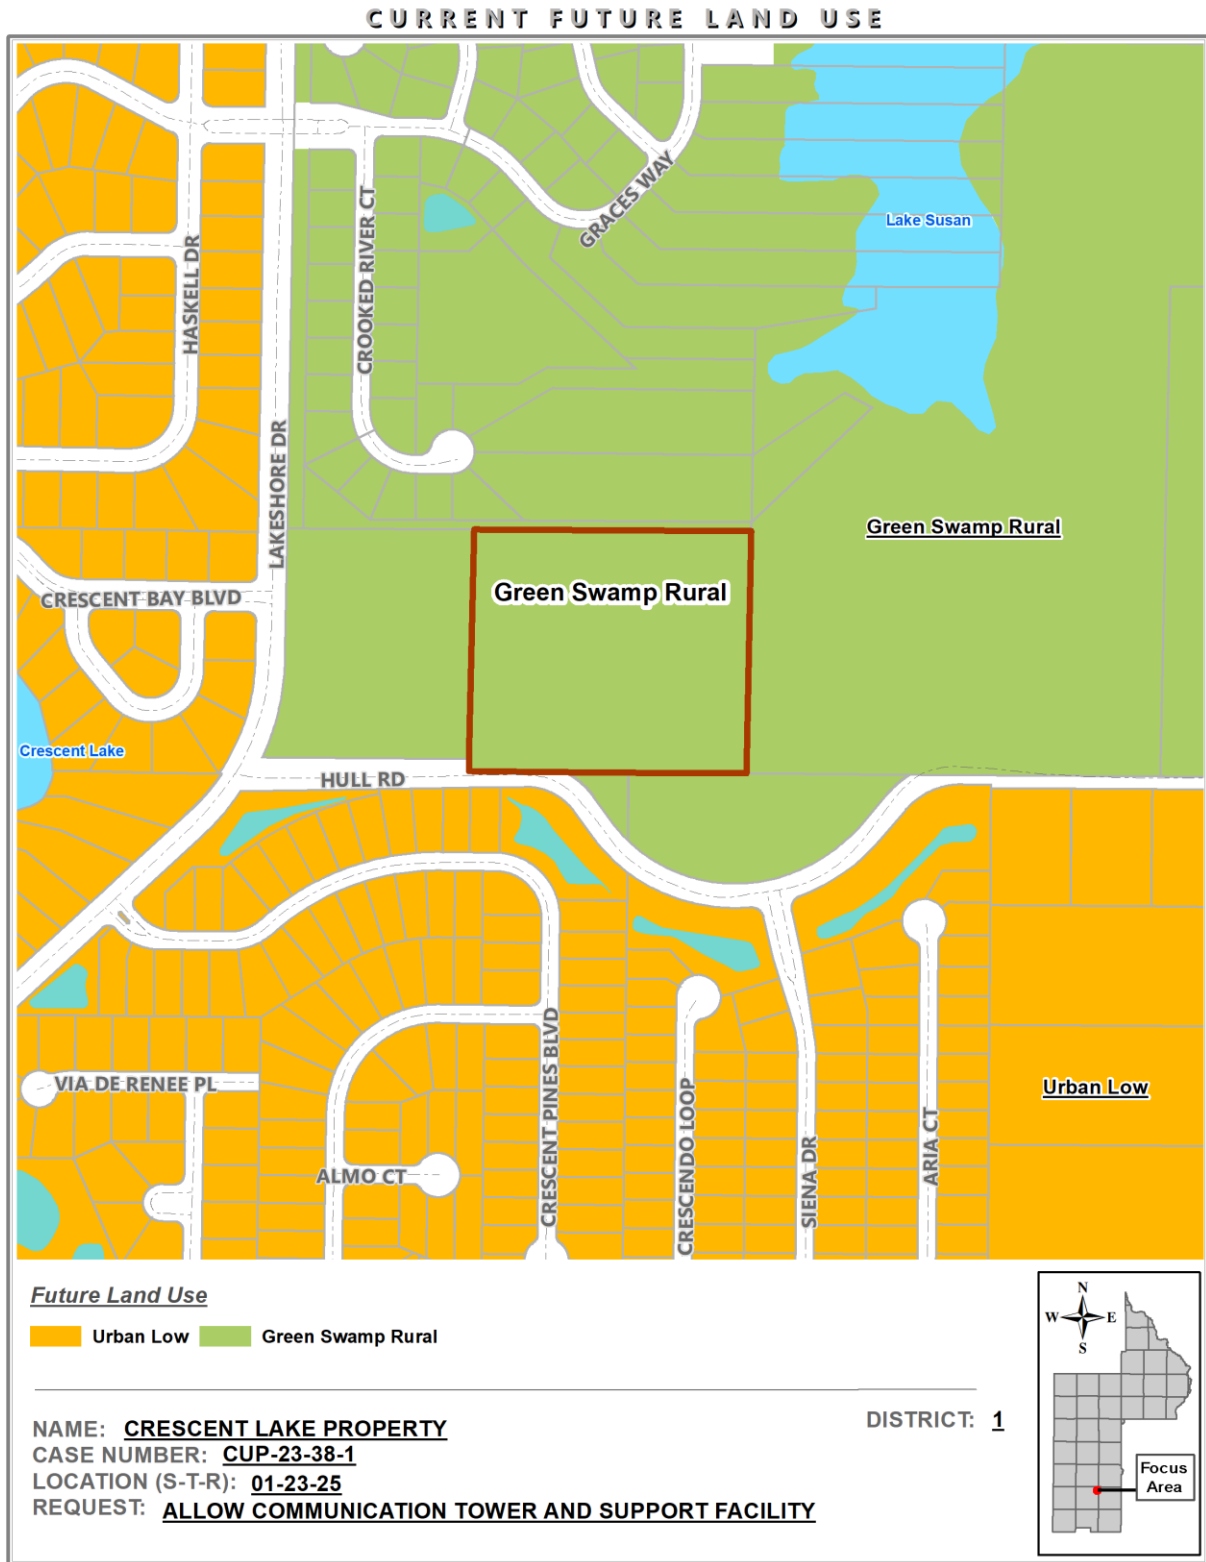 CURRENT FUTURE LAND USE
GRACES WAY
CROOKED RIVER CT
Lake Susan
HASKELL DR
LAKESHORE DR
Green Swamp Rural
Green Swamp Rural
CRESCENT BAY BLVD
Crescent Lake
HULL RD
CRESCENT PINES BLVD
VIA DE RENEE PL
CRESCENDO LOOP
Urban Low
ARIA CT
SIENA DR
ALMO CT
Future Land Use
Urban Low Green Swamp Rural
N
W E
S
NAME: CRESCENT LAKE PROPERTY
DISTRICT: 1
CASE NUMBER: CUP-23-38-1
LOCATION (S-T-R): 01-23-25
REQUEST: ALLOW COMMUNICATION TOWER AND SUPPORT FACILITY
Focus
Area